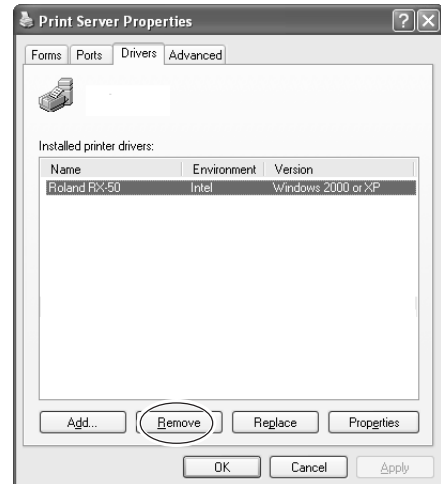 Print Server Properties
Forms Ports Drivers Advanced
Installed printer drivers:
Name Environment Version
Roland RX-50 Intel Windows 2000 or XP
Add... Remove Replace Properties
OK Cancel Apply